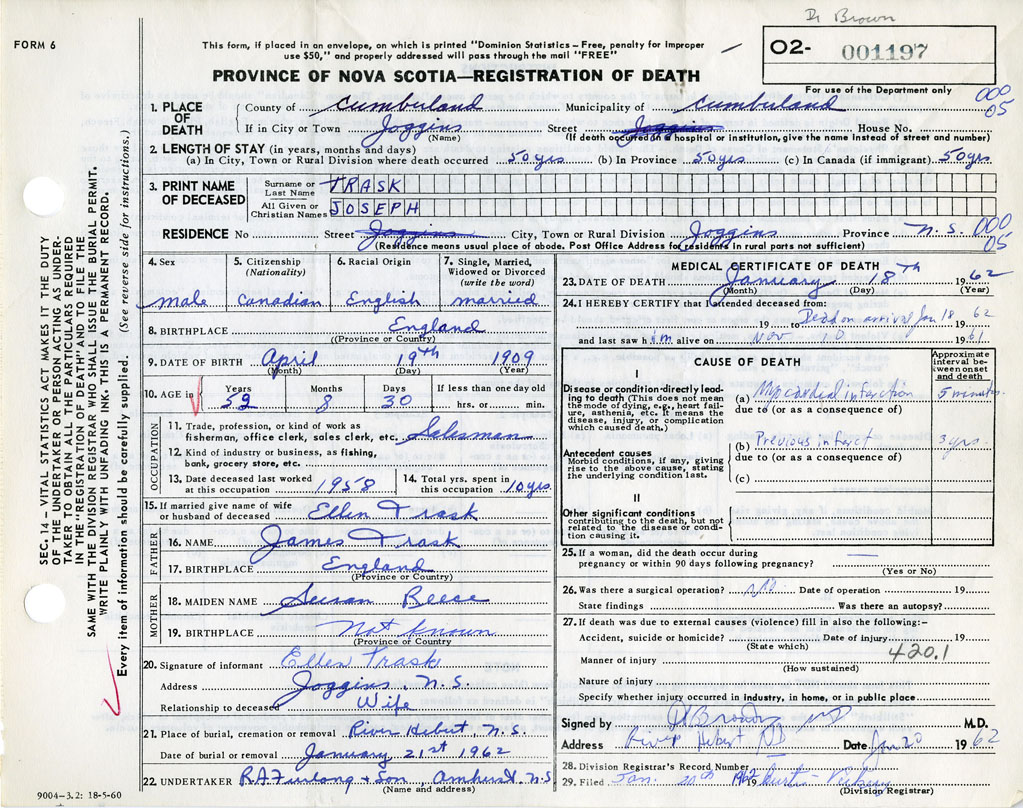 Dr Brown
FORM 6
This form, if placed in an envelope, on which is printed "Dominion Statistics – Free, penalty for improper
use $50," and properly addressed will pass through the mail "FREE"
O2- 001197
PROVINCE OF NOVA SCOTIA—REGISTRATION OF DEATH
For use of the Department only
000
05
1. PLACE OF DEATH
County of Cumberland Municipality of Cumberland
If in City or Town Joggins Street Joggins House No.
(If death occurred in a hospital or institution, give the name instead of street and number)
2. LENGTH OF STAY (in years, months and days)
(a) In City, Town or Rural Division where death occurred 50 yrs (b) In Province 50 yrs (c) In Canada (if immigrant) 50 yrs
3. PRINT NAME OF DECEASED
Surname or Last Name TRASK
All Given or Christian Names JOSEPH
RESIDENCE No Street Joggins City, Town or Rural Division Joggins Province N.S. 000
05
(Residence means usual place of abode. Post Office Address for residents in rural parts not sufficient)
4. Sex
male
5. Citizenship (Nationality)
Canadian
6. Racial Origin
English
7. Single, Married, Widowed or Divorced (write the word)
married
8. BIRTHPLACE England
(Province or Country)
9. DATE OF BIRTH April 19th 1909
(Month) (Day) (Year)
10. AGE in
Years Months Days If less than one day old
52 8 30 hrs. or min.
OCCUPATION
11. Trade, profession, or kind of work as
fisherman, office clerk, sales clerk, etc. Salesman
12. Kind of industry or business, as fishing,
bank, grocery store, etc.
13. Date deceased last worked
at this occupation 1958
14. Total yrs. spent in
this occupation 10 yrs.
15. If married give name of wife
or husband of deceased Ellen Trask
FATHER
16. NAME James Trask
17. BIRTHPLACE England
(Province or Country)
MOTHER
18. MAIDEN NAME Susan Reese
19. BIRTHPLACE Not known
(Province or Country)
20. Signature of informant Ellen Trask
Address Joggins, N.S.
Relationship to deceased Wife
21. Place of burial, cremation or removal River Hebert, N.S.
Date of burial or removal January 21st 1962
22. UNDERTAKER R.A. Furlong & Son, Amherst, N.S.
(Name and address)
9004—3.2: 18-5-60
MEDICAL CERTIFICATE OF DEATH
23. DATE OF DEATH January 18th 1962
(Month) (Day) (Year)
24. I HEREBY CERTIFY that I attended deceased from:
19 to Dead on arrival Jan 18 1962
and last saw him alive on Nov 10 1961
CAUSE OF DEATH
Approximate interval between onset and death
I
Disease or condition directly leading to death (This does not mean
the mode of dying, e.g., heart failure, asthenia, etc. It means the
disease, injury, or complication
which caused death.)
(a) Myocardial infarction 5 minutes
due to (or as a consequence of)
Antecedent causes
Morbid conditions, if any, giving
rise to the above cause, stating
the underlying condition last.
(b) Previous infarct 3 yrs.
due to (or as a consequence of)
(c)
II
Other significant conditions
contributing to the death, but not
related to the disease or condition causing it.
25. If a woman, did the death occur during
pregnancy or within 90 days following pregnancy?
(Yes or No)
26. Was there a surgical operation? No Date of operation 19
State findings Was there an autopsy?
27. If death was due to external causes (violence) fill in also the following:-
Accident, suicide or homicide? Date of injury 19
(State which)
420.1
Manner of injury
(How sustained)
Nature of injury
Specify whether injury occurred in industry, in home, or in public place
Signed by MD M.D.
Address River Hebert NS Date Jan 20 1962
28. Division Registrar's Record Number
29. Filed Jan. 20th 1962 19
(Division Registrar)
SEC. 14 – VITAL STATISTICS ACT MAKES IT THE DUTY
OF THE UNDERTAKER OR PERSON ACTING AS UNDERTAKER TO OBTAIN ALL THE PARTICULARS REQUIRED
IN THE "REGISTRATION OF DEATH" AND TO FILE THE
SAME WITH THE DIVISION REGISTRAR WHO SHALL ISSUE THE BURIAL PERMIT.
WRITE PLAINLY WITH UNFADING INK. THIS IS A PERMANENT RECORD.
Every item of information should be carefully supplied. (See reverse side for instructions.)